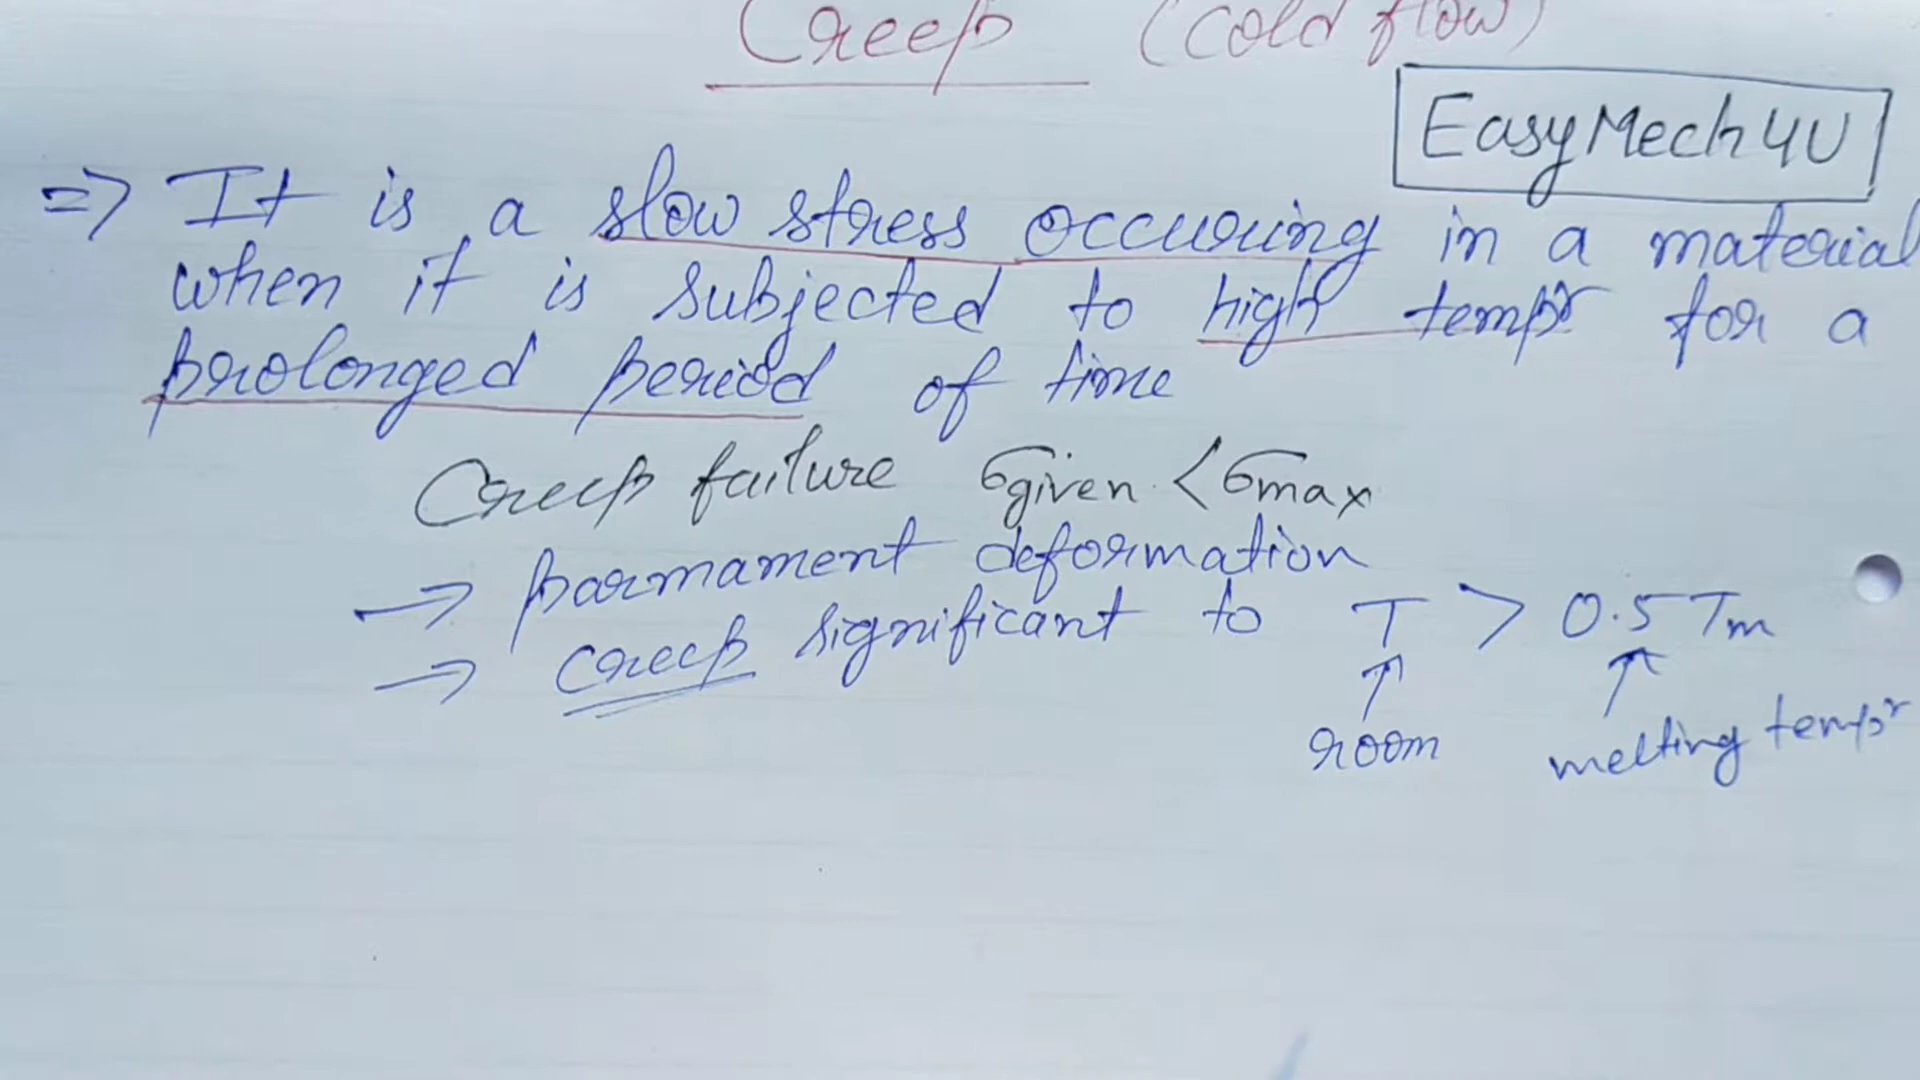 Creep (cold flow)
EasyMech4U
=> It is a slow stress occuring in a material
when it is subjected to high tempr for a
prolonged period of time
Creep failure σgiven < σmax
→ parmament deformation
→ creep significant to T > 0.5 Tm
↑ ↑
room melting tempr